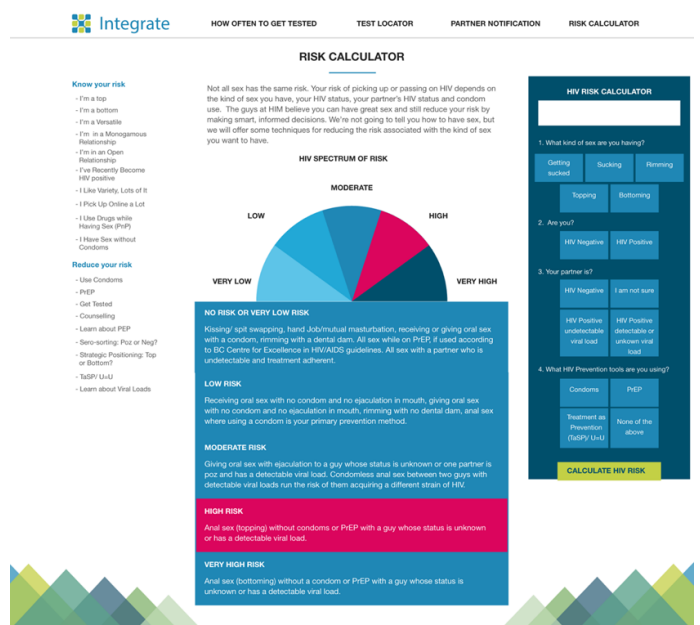 Integrate
HOW OFTEN TO GET TESTED
TEST LOCATOR
PARTNER NOTIFICATION
RISK CALCULATOR
RISK CALCULATOR
Know your risk
- I'm a top
- I'm a bottom
- I'm a Versatile
- I'm in a Monogamous
Relationship
- I'm in an Open
Relationship
- I've Recently Become
HIV positive
- I Like Variety, Lots of It
- I Pick Up Online a Lot
- I Use Drugs while
Having Sex (PnP)
- I Have Sex without
Condoms
Reduce your risk
- Use Condoms
- PrEP
- Get Tested
- Counselling
- Learn about PEP
- Sero-sorting: Poz or Neg?
- Strategic Positioning: Top
or Bottom?
- TaSP/ U=U
- Learn about Viral Loads
Not all sex has the same risk. Your risk of picking up or passing on HIV depends on
the kind of sex you have, your HIV status, your partner's HIV status and condom
use. The guys at HIM believe you can have great sex and still reduce your risk by
making smart, informed decisions. We're not going to tell you how to have sex, but
we will offer some techniques for reducing the risk associated with the kind of sex
you want to have.
HIV SPECTRUM OF RISK
MODERATE
LOW
HIGH
VERY LOW
VERY HIGH
NO RISK OR VERY LOW RISK
Kissing/ spit swapping, hand Job/mutual masturbation, receiving or giving oral sex
with a condom, rimming with a dental dam. All sex while on PrEP, if used according
to BC Centre for Excellence in HIV/AIDS guidelines. All sex with a partner who is
undetectable and treatment adherent.
LOW RISK
Receiving oral sex with no condom and no ejaculation in mouth, giving oral sex
with no condom and no ejaculation in mouth, rimming with no dental dam, anal sex
where using a condom is your primary prevention method.
MODERATE RISK
Giving oral sex with ejaculation to a guy whose status is unknown or one partner is
poz and has a detectable viral load. Condomless anal sex between two guys with
detectable viral loads run the risk of them acquiring a different strain of HIV.
HIGH RISK
Anal sex (topping) without condoms or PrEP with a guy whose status is unknown
or has a detectable viral load.
VERY HIGH RISK
Anal sex (bottoming) without a condom or PrEP with a guy whose status is
unknown or has a detectable viral load.
HIV RISK CALCULATOR
1. What kind of sex are you having?
Getting
sucked
Sucking
Rimming
Topping
Bottoming
2. Are you?
HIV Negative
HIV Positive
3. Your partner is?
HIV Negative
I am not sure
HIV Positive
undetectable
viral load
HIV Positive
detectable or
unkown viral
load
4. What HIV Prevention tools are you using?
Condoms
PrEP
Treatment as
Prevention
(TaSP)/ U=U
None of the
above
CALCULATE HIV RISK